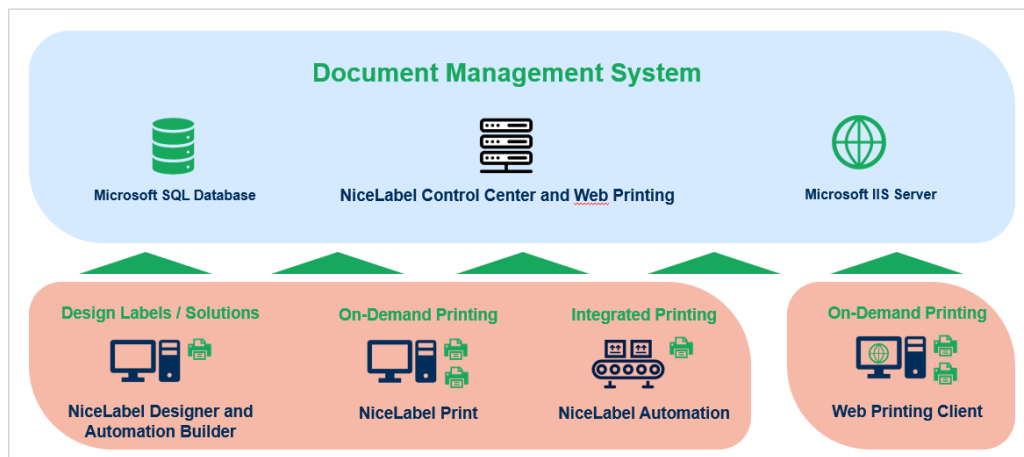 Document Management System
Microsoft SQL Database
NiceLabel Control Center and Web Printing
Microsoft IIS Server
Design Labels / Solutions
On-Demand Printing
Integrated Printing
On-Demand Printing
NiceLabel Designer and
Automation Builder
NiceLabel Print
NiceLabel Automation
Web Printing Client